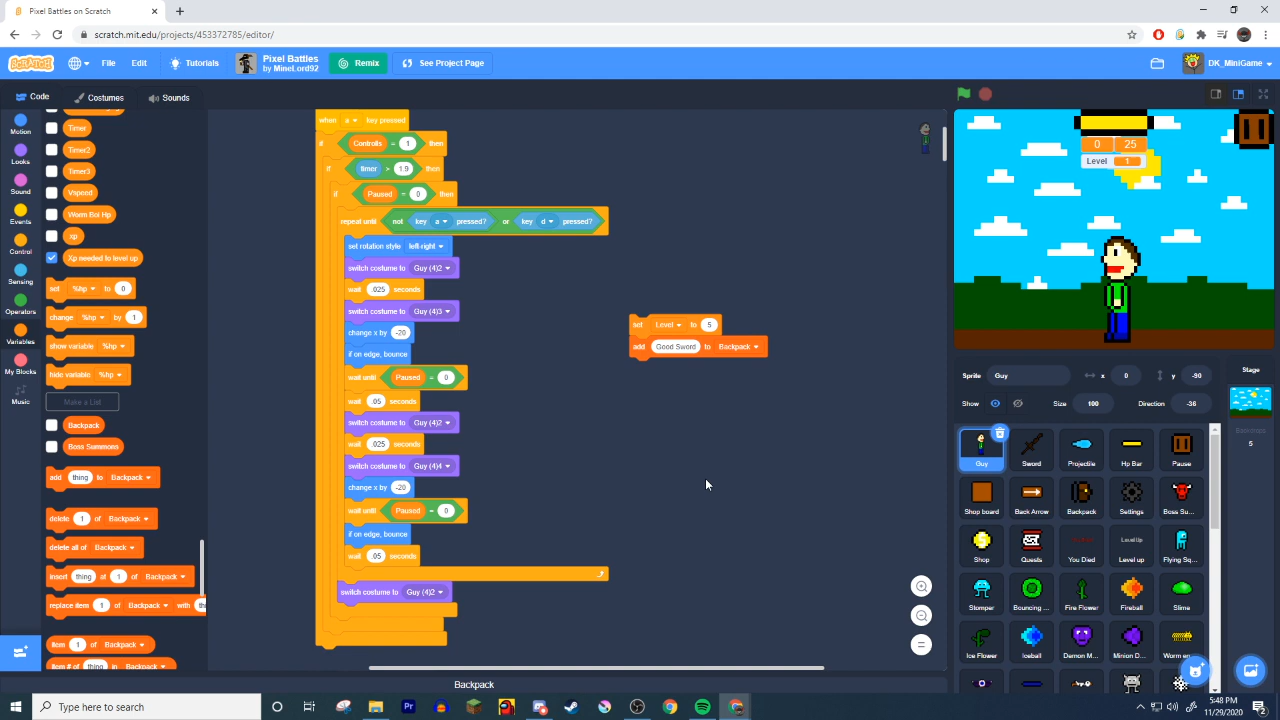 Pixel Battles on Scratch
scratch.mit.edu/projects/453372785/editor/
SCRATCH
File
Edit
Tutorials
Pixel Battles
by MineLord92
Remix
See Project Page
DK_MiniGame
Code
Costumes
Sounds
Motion
Looks
Sound
Events
Control
Sensing
Operators
Variables
My Blocks
Music
Timer
Timer2
Timer3
Vspeed
Worm Boi Hp
xp
Xp needed to level up
set %hp to 0
change %hp by 1
show variable %hp
hide variable %hp
Make a List
Backpack
Boss Summons
add thing to Backpack
delete 1 of Backpack
delete all of Backpack
insert thing at 1 of Backpack
replace item 1 of Backpack with
item 1 of Backpack
item # of thing in Backpack
when a key pressed
if Controlls = 1 then
if timer > 1.9 then
if Paused = 0 then
repeat until not key a pressed? or key d pressed?
set rotation style left-right
switch costume to Guy (4)2
wait .025 seconds
switch costume to Guy (4)3
change x by -20
if on edge, bounce
wait until Paused = 0
wait .05 seconds
switch costume to Guy (4)2
wait .025 seconds
switch costume to Guy (4)4
change x by -20
wait until Paused = 0
if on edge, bounce
wait .05 seconds
switch costume to Guy (4)2
set Level to 5
add Good Sword to Backpack
0 25
Level 1
Sprite Guy x 0 y -90
Show Size 100 Direction -36
Stage
Backdrops
5
Guy Sword Projectile Hp Bar Pause
Shop board Back Arrow Backpack Settings Boss Su...
Shop Quests You Died Level up Flying Sq...
Stomper Bouncing ... Fire Flower Fireball Slime
Ice Flower Iceball Demon M... Minion D... Worm en...
Backpack
Type here to search
5:48 PM
11/29/2020